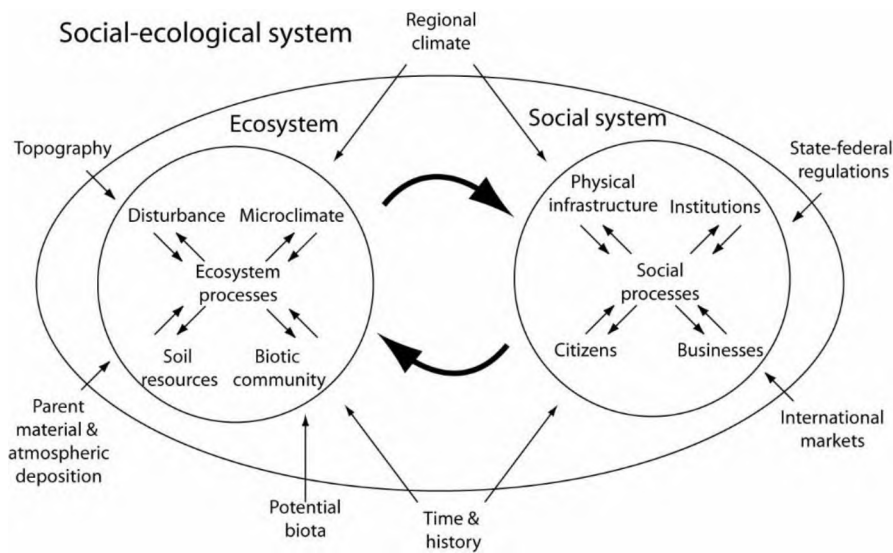 Social-ecological system
Regional
climate
Ecosystem
Social system
Topography
State-federal
regulations
Disturbance
Microclimate
Ecosystem
processes
Soil
resources
Biotic
community
Physical
infrastructure
Institutions
Social
processes
Citizens
Businesses
Parent
material &
atmospheric
deposition
Potential
biota
Time &
history
International
markets